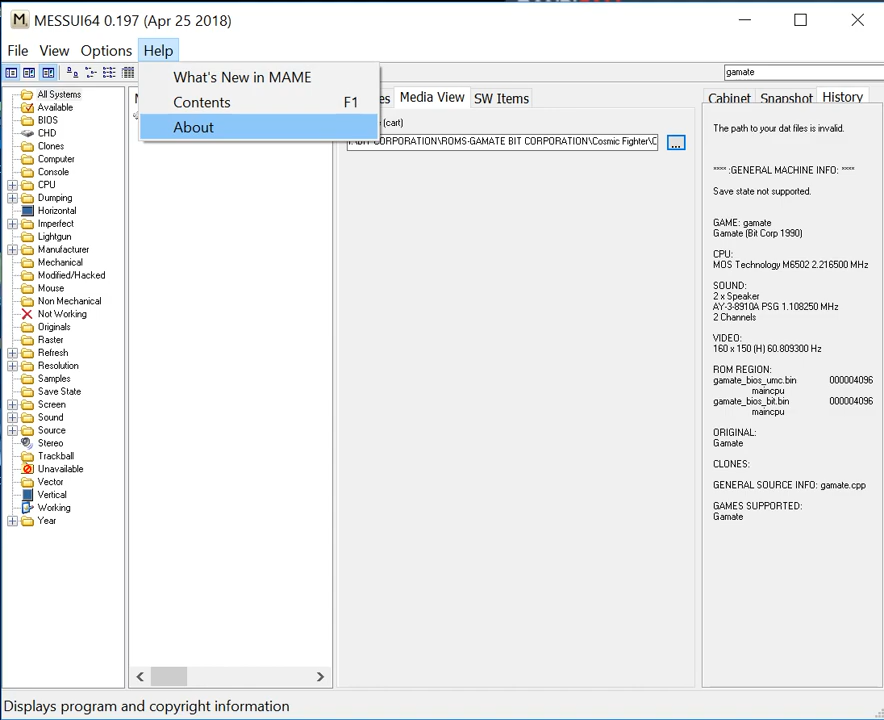 MESSUI64 0.197 (Apr 25 2018)
File View Options Help
gamate
What's New in MAME
Contents F1
About
All Systems
Available
BIOS
CHD
Clones
Computer
Console
CPU
Dumping
Horizontal
Imperfect
Lightgun
Manufacturer
Mechanical
Modified/Hacked
Mouse
Non Mechanical
Not Working
Originals
Raster
Refresh
Resolution
Samples
Save State
Screen
Sound
Source
Stereo
Trackball
Unavailable
Vector
Vertical
Working
Year
Media View SW Items
(cart)
BIT CORPORATION\ROMS-GAMATE BIT CORPORATION\Cosmic Fighter\C
...
Cabinet Snapshot History
The path to your dat files is invalid.
**** :GENERAL MACHINE INFO: ****
Save state not supported.
GAME: gamate
Gamate (Bit Corp 1990)
CPU:
MOS Technology M6502 2.216500 MHz
SOUND:
2 x Speaker
AY-3-8910A PSG 1.108250 MHz
2 Channels
VIDEO:
160 x 150 (H) 60.809300 Hz
ROM REGION:
gamate_bios_umc.bin 000004096
maincpu
gamate_bios_bit.bin 000004096
maincpu
ORIGINAL:
Gamate
CLONES:
GENERAL SOURCE INFO: gamate.cpp
GAMES SUPPORTED:
Gamate
Displays program and copyright information